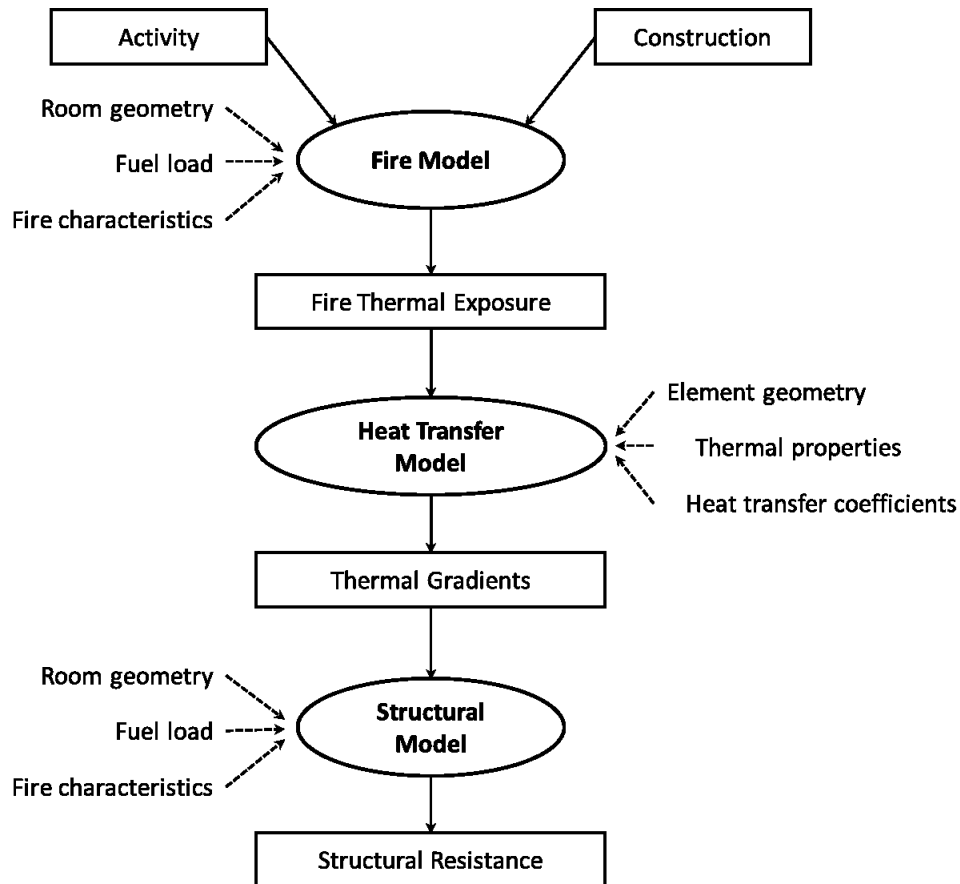 Activity
Construction
Room geometry
Fuel load
Fire characteristics
Fire Model
Fire Thermal Exposure
Heat Transfer
Model
Element geometry
Thermal properties
Heat transfer coefficients
Thermal Gradients
Room geometry
Fuel load
Fire characteristics
Structural
Model
Structural Resistance